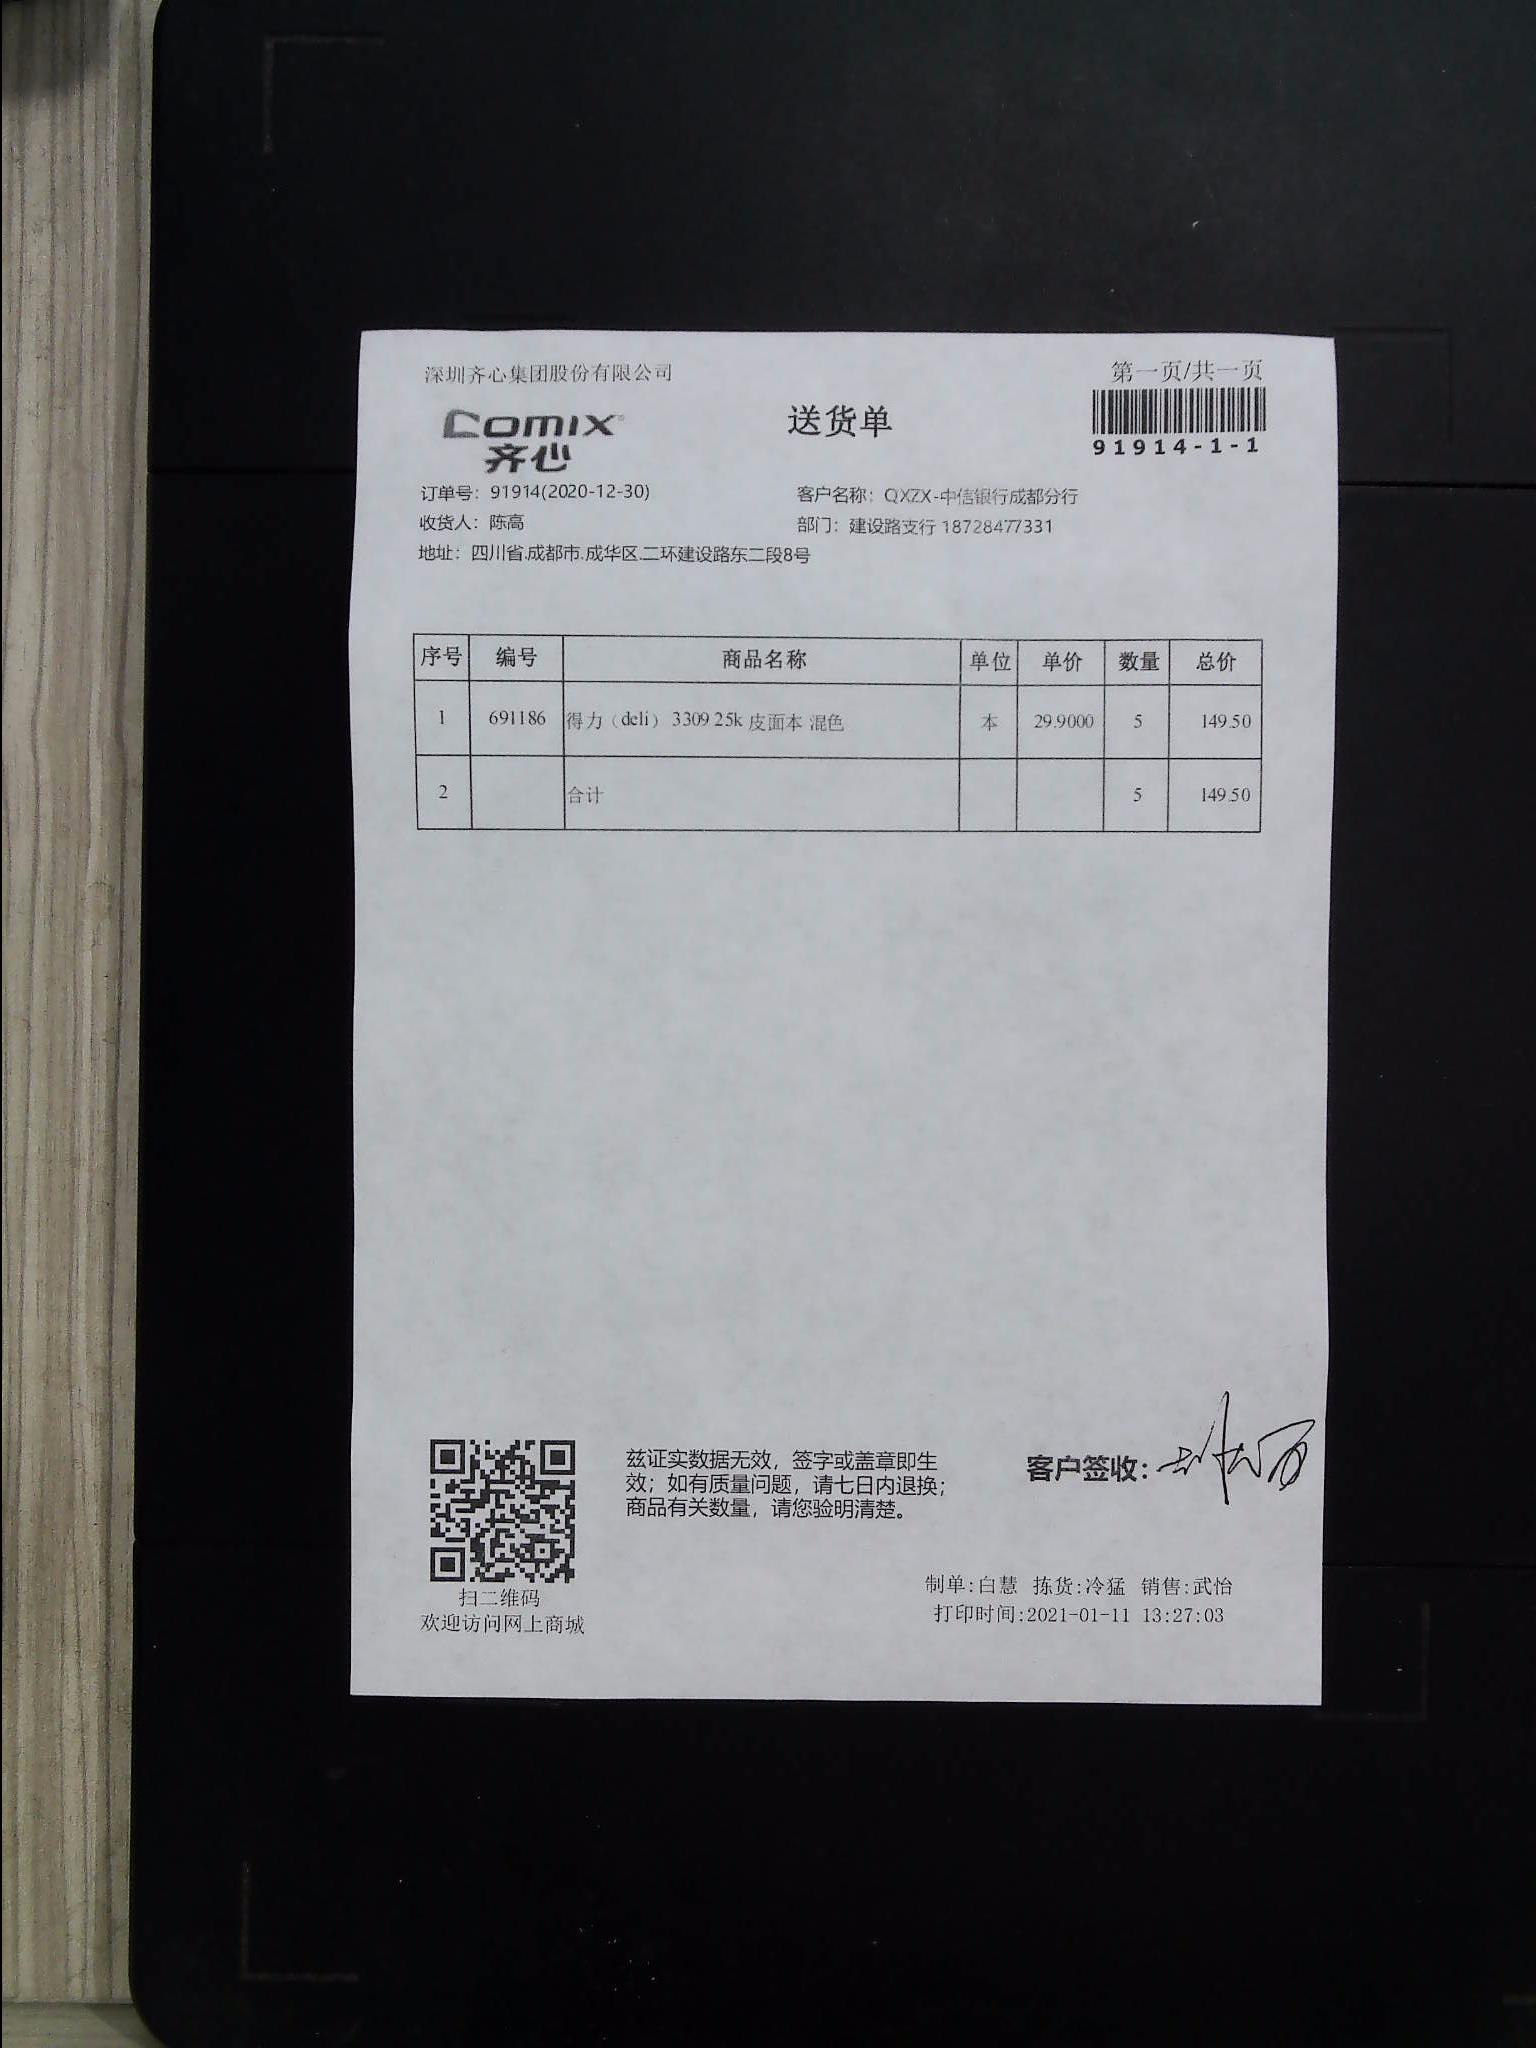 深圳齐心集团股份有限公司
第一页/共一页
comix
齐心
送货单
91914-1-1
订单号：91914(2020-12-30)
客户名称：QXZX-中信银行成都分行
收货人：陈高
部门：建设路支行 18728477331
地址：四川省.成都市.成华区.二环建设路东二段8号
序号 编号 商品名称 单位 单价 数量 总价
1 691186 得力（deli） 3309 25k 皮面本 混色 本 29.9000 5 149.50
2 合计 5 149.50
兹证实数据无效，签字或盖章即生
效；如有质量问题，请七日内退换；
商品有关数量，请您验明清楚。
客户签收：
扫二维码
欢迎访问网上商城
制单:白慧 拣货:冷猛 销售:武怡
打印时间:2021-01-11 13:27:03